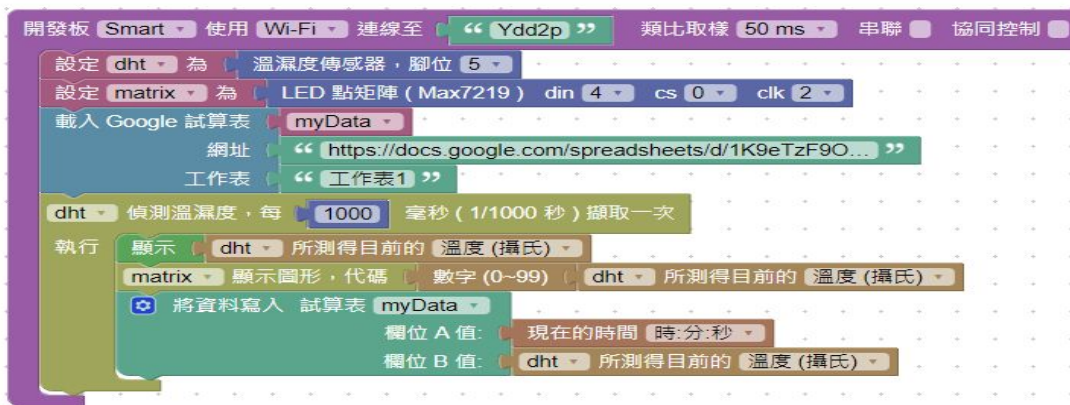 開發板 Smart 使用 Wi-Fi 連線至 “ Ydd2p ” 類比取樣 50 ms 串聯 協同控制
設定 dht 為 溫濕度傳感器，腳位 5
設定 matrix 為 LED 點矩陣 ( Max7219 ) din 4 cs 0 clk 2
載入 Google 試算表 myData
網址 “ https://docs.google.com/spreadsheets/d/1K9eTzF9O... ”
工作表 “ 工作表1 ”
dht 偵測溫濕度，每 1000 毫秒 ( 1/1000 秒 ) 擷取一次
執行 顯示 dht 所測得目前的 溫度 (攝氏)
matrix 顯示圖形，代碼 數字 (0~99) dht 所測得目前的 溫度 (攝氏)
將資料寫入 試算表 myData
欄位 A 值: 現在的時間 時:分:秒
欄位 B 值: dht 所測得目前的 溫度 (攝氏)